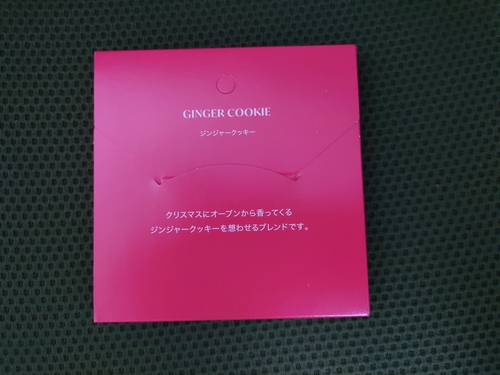 GINGER COOKIE
ジンジャークッキー
クリスマスにオーブンから香ってくる
ジンジャークッキーを想わせるブレンドです。